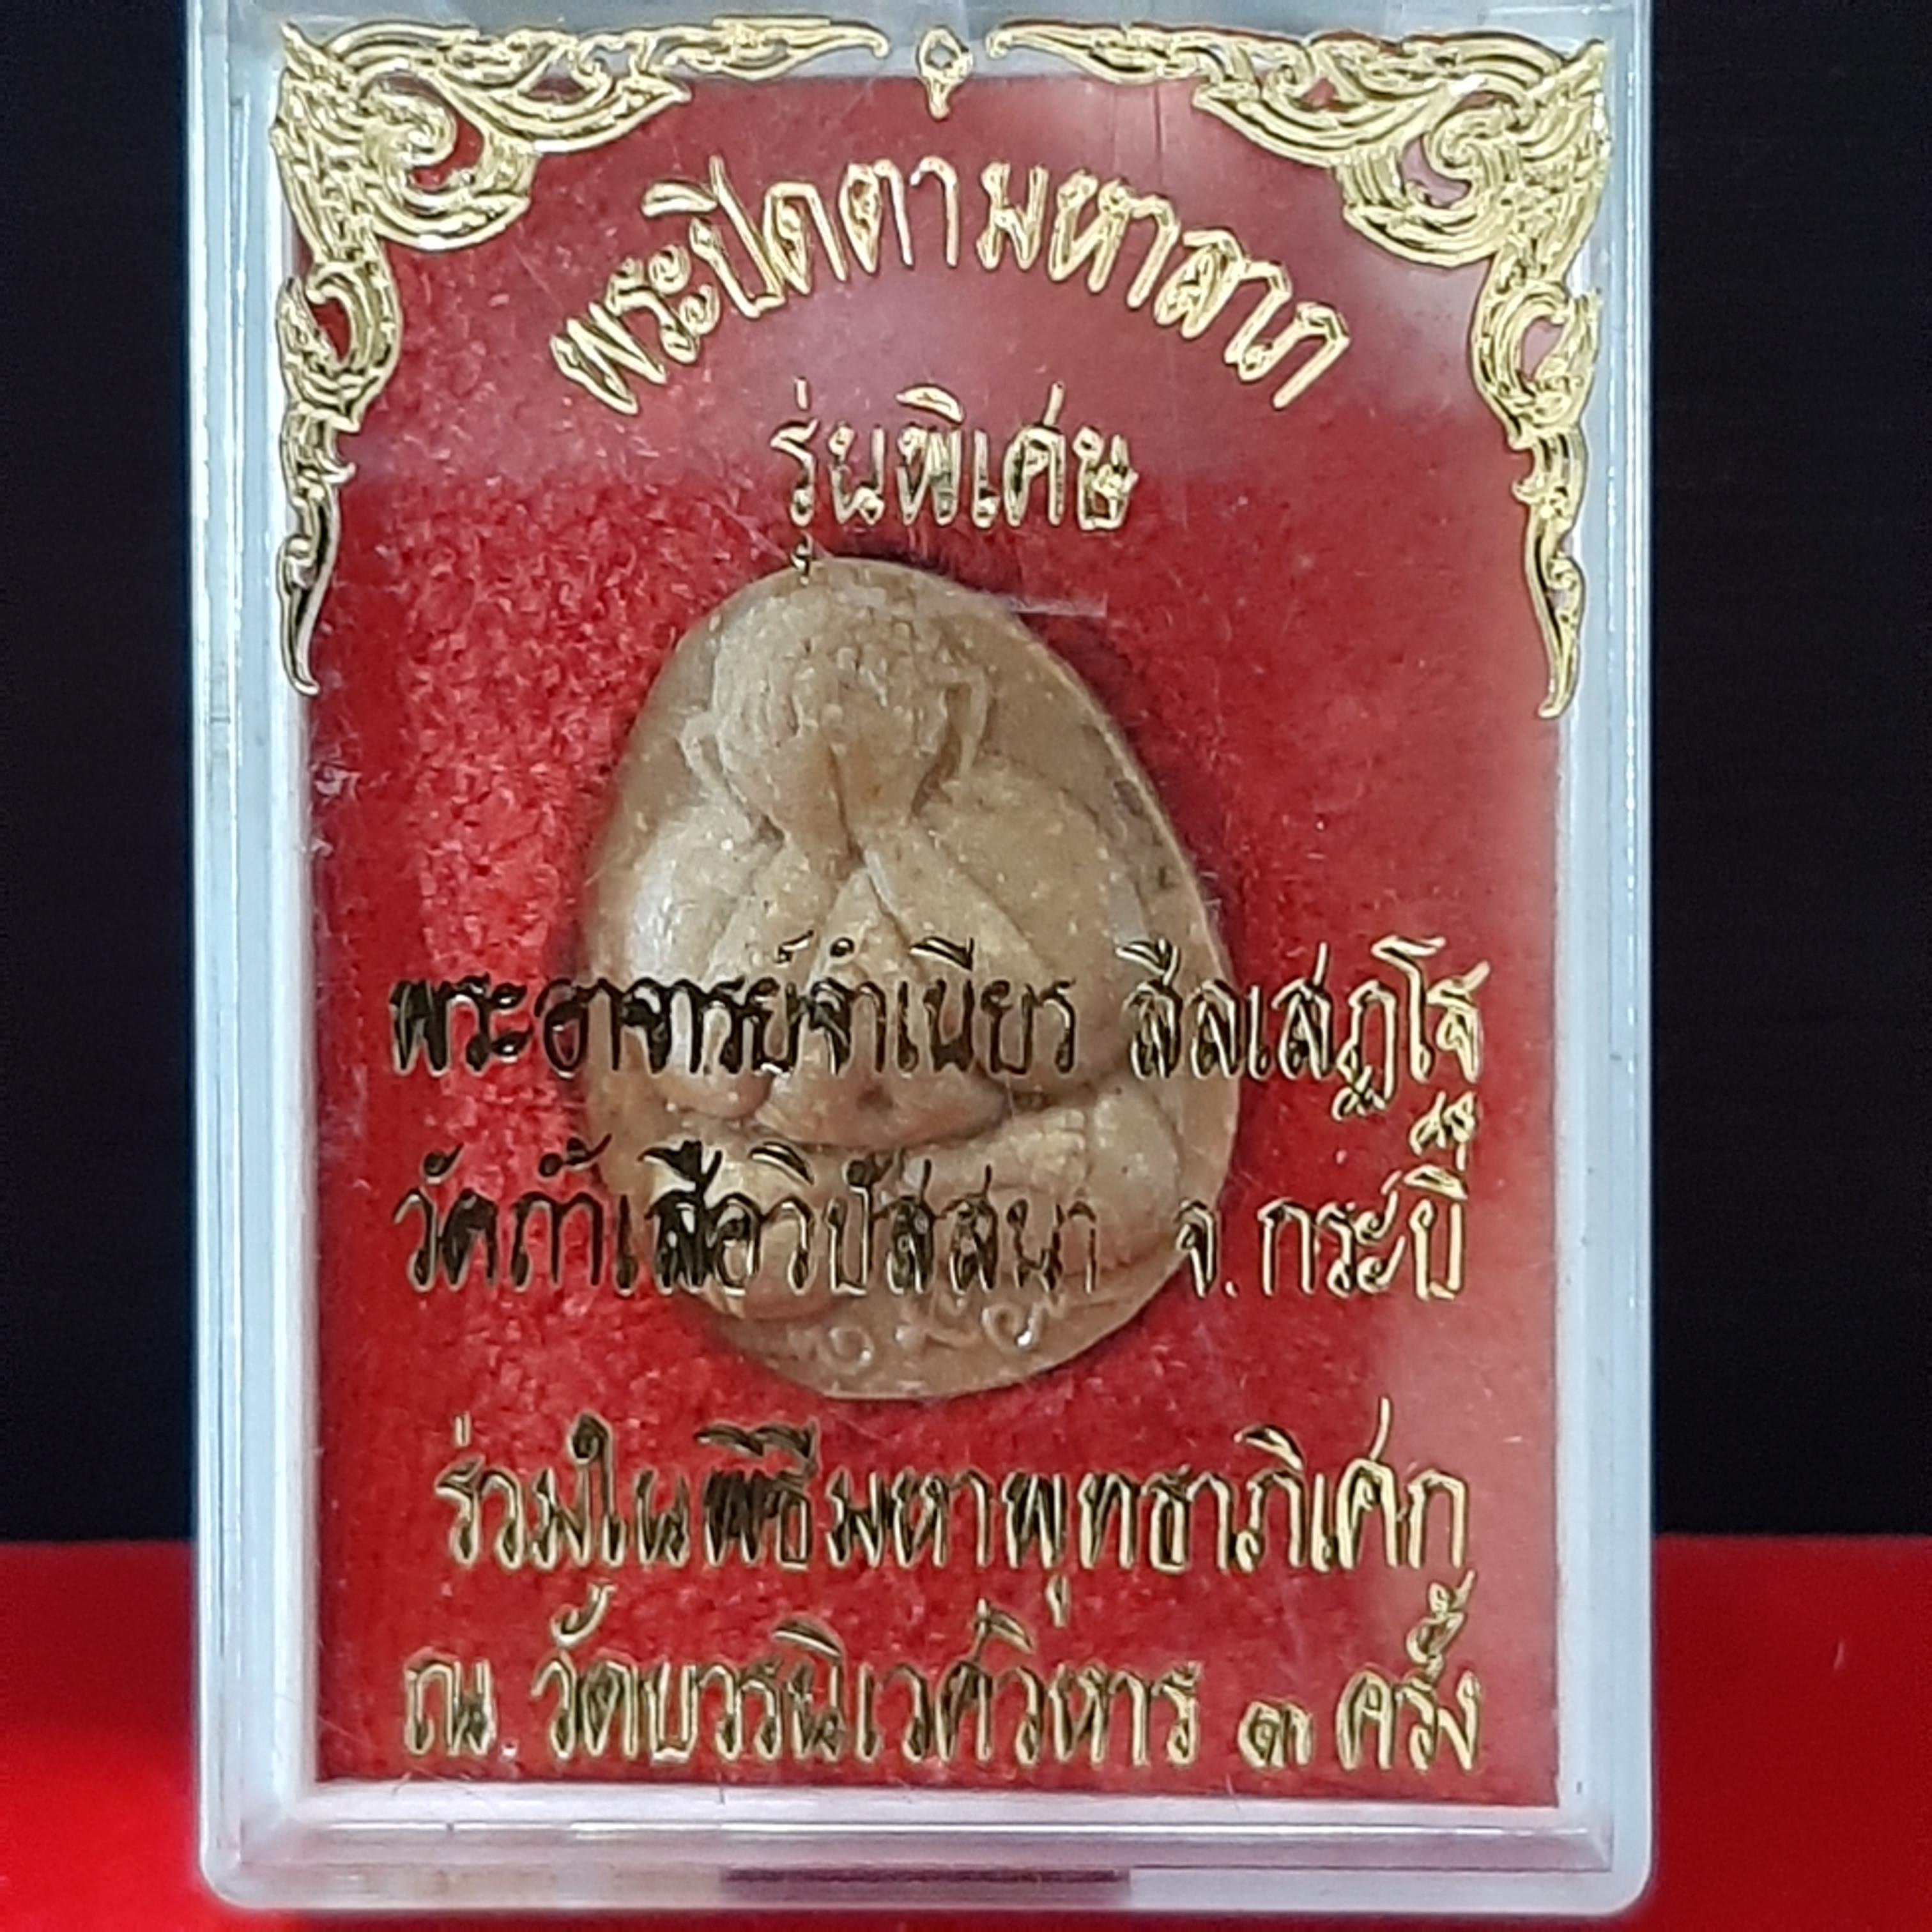 พระปิดตามหาลาภ
รุ่นพิเศษ
พระอาจารย์จำเนียร สีลเสฏโฐ
วัดถ้ำเสือวิปัสสนา จ.กระบี่
ร่วมในพิธีมหาพุทธาภิเศก
ณ. วัดบวรนิเวศวิหาร ๓ ครั้ง